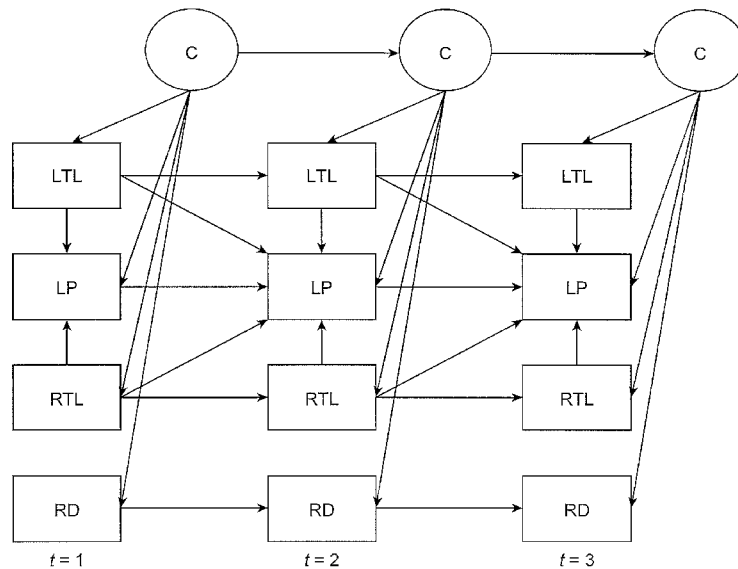 C C C
LTL LTL LTL
LP LP LP
RTL RTL RTL
RD RD RD
t = 1 t = 2 t = 3